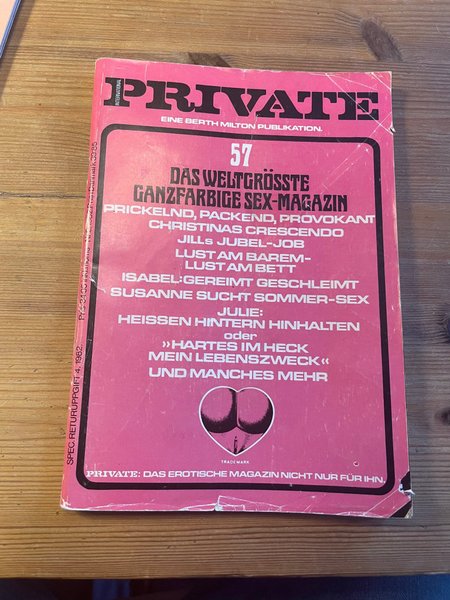 INTERNATIONAL
PRIVATE
EINE BERTH MILTON PUBLIKATION.
57
DAS WELTGRÖSSTE
GANZFARBIGE SEX-MAGAZIN
PRICKELND, PACKEND, PROVOKANT
CHRISTINAS CRESCENDO
JILLs JUBEL-JOB
LUST AM BAREM–
LUST AM BETT
ISABEL: GEREIMT GESCHLEIMT
SUSANNE SUCHT SOMMER-SEX
JULIE:
HEISSEN HINTERN HINHALTEN
oder
»HARTES IM HECK
MEIN LEBENSZWECK«
UND MANCHES MEHR
TRADEMARK
PRIVATE: DAS EROTISCHE MAGAZIN NICHT NUR FÜR IHN.
SPEC. RETURUPPGIFT 4. 1982.